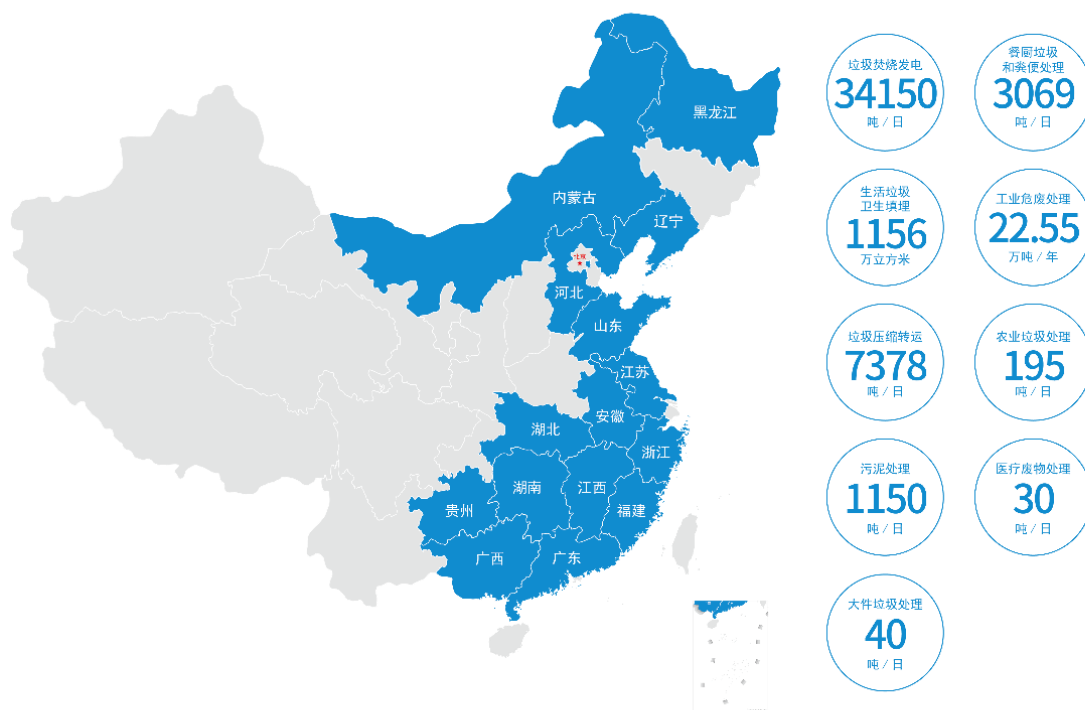 黑龙江
内蒙古
辽宁
北京
河北
山东
江苏
安徽
湖北
浙江
湖南
江西
贵州
福建
广西
广东
垃圾焚烧发电
34150
吨 / 日
餐厨垃圾
和粪便处理
3069
吨 / 日
生活垃圾
卫生填埋
1156
万立方米
工业危废处理
22.55
万吨 / 年
垃圾压缩转运
7378
吨 / 日
农业垃圾处理
195
吨 / 日
污泥处理
1150
吨 / 日
医疗废物处理
30
吨 / 日
大件垃圾处理
40
吨 / 日